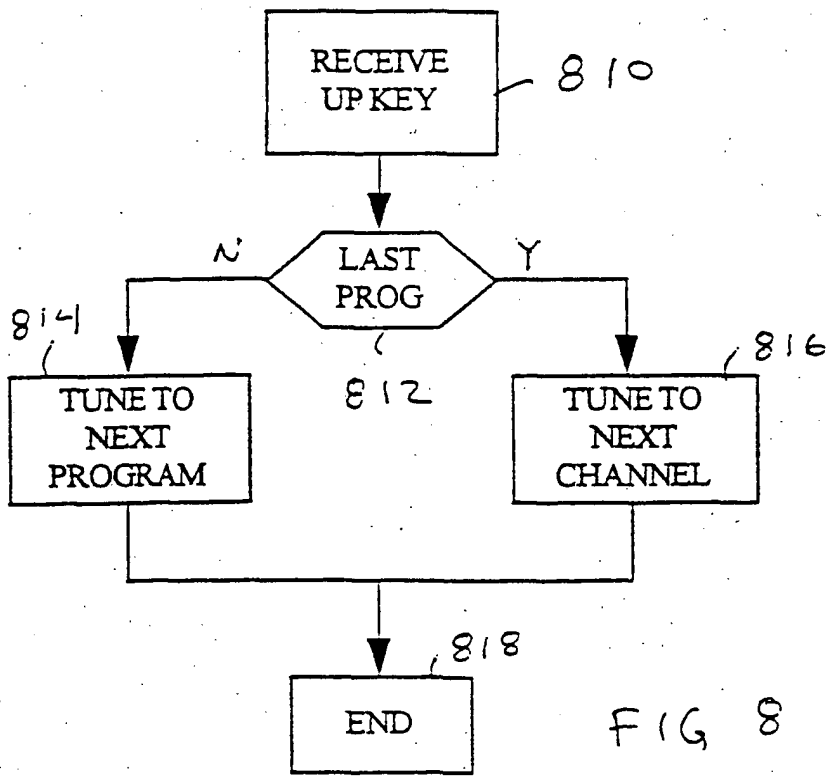 RECEIVE
UP KEY
810
N
LAST
PROG
Y
812
814
TUNE TO
NEXT
PROGRAM
816
TUNE TO
NEXT
CHANNEL
818
END
FIG 8